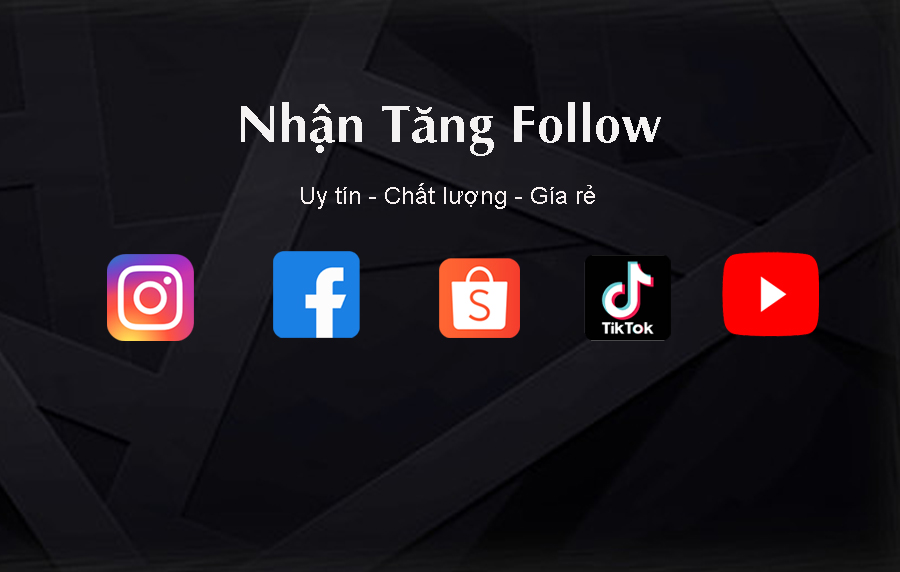 Nhận Tăng Follow
Uy tín - Chất lượng - Gía rẻ
TikTok